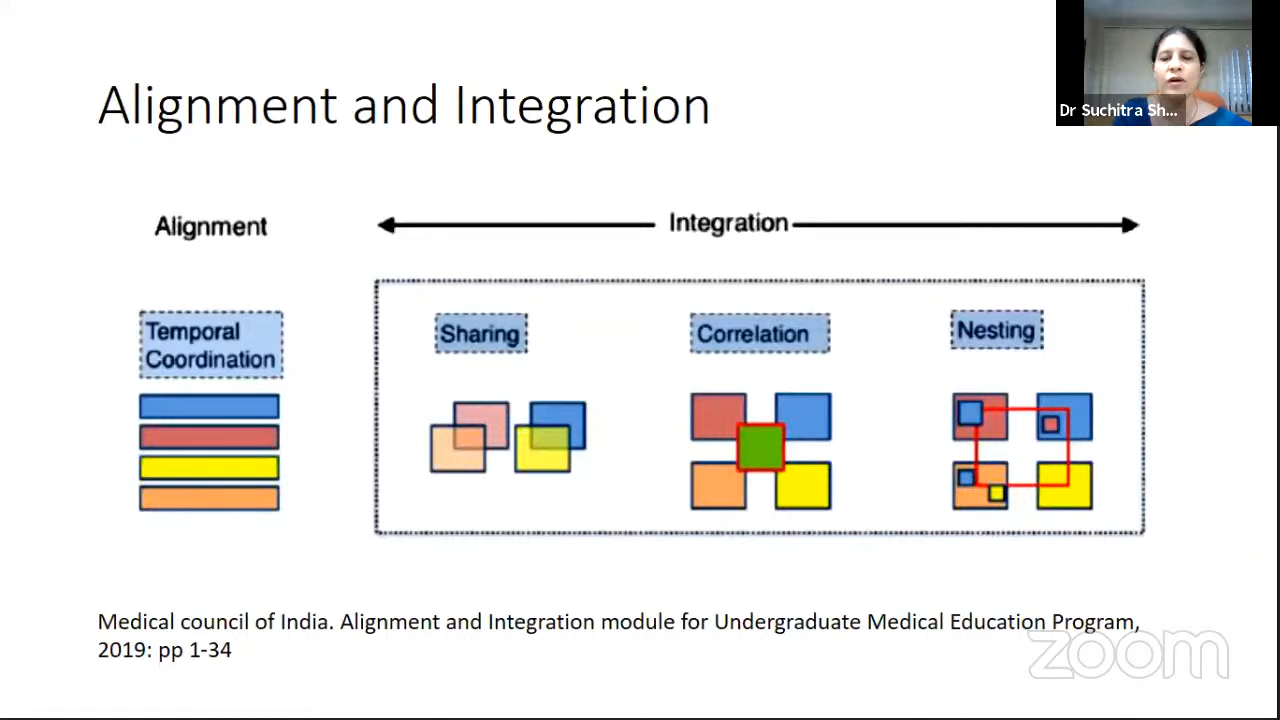 Alignment and Integration
Dr Suchitra Sh...
Alignment
Integration
Temporal
Coordination
Sharing
Correlation
Nesting
Medical council of India. Alignment and Integration module for Undergraduate Medical Education Program,
2019: pp 1-34
zoom